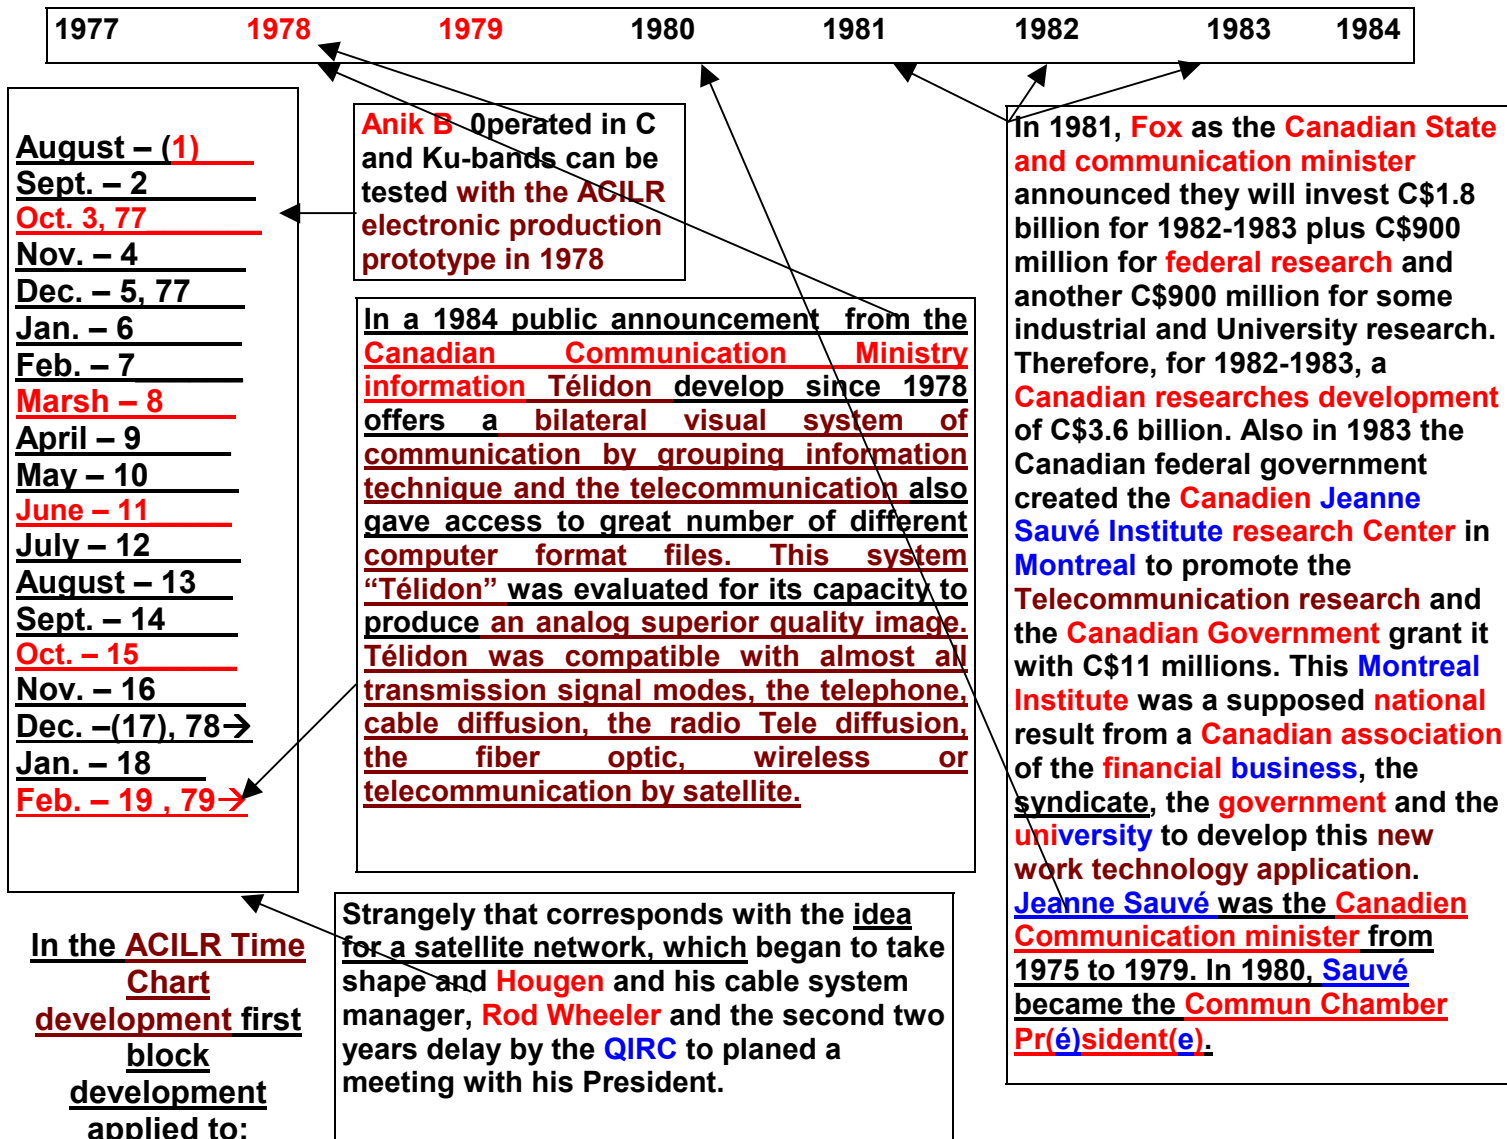 1977 1978 1979 1980 1981 1982 1983 1984
August – (1)
Sept. – 2
Oct. 3, 77
Nov. – 4
Dec. – 5, 77
Jan. – 6
Feb. – 7
Marsh – 8
April – 9
May – 10
June – 11
July – 12
August – 13
Sept. – 14
Oct. – 15
Nov. – 16
Dec. –(17), 78→
Jan. – 18
Feb. – 19 , 79→
In the ACILR Time
Chart
development first
block
development
applied to:
Anik B 0perated in C
and Ku-bands can be
tested with the ACILR
electronic production
prototype in 1978
In a 1984 public announcement from the
Canadian Communication Ministry
information Télidon develop since 1978
offers a bilateral visual system of
communication by grouping information
technique and the telecommunication also
gave access to great number of different
computer format files. This system
“Télidon” was evaluated for its capacity to
produce an analog superior quality image.
Télidon was compatible with almost all
transmission signal modes, the telephone,
cable diffusion, the radio Tele diffusion,
the fiber optic, wireless or
telecommunication by satellite.
Strangely that corresponds with the idea
for a satellite network, which began to take
shape and Hougen and his cable system
manager, Rod Wheeler and the second two
years delay by the QIRC to planed a
meeting with his President.
In 1981, Fox as the Canadian State
and communication minister
announced they will invest C$1.8
billion for 1982-1983 plus C$900
million for federal research and
another C$900 million for some
industrial and University research.
Therefore, for 1982-1983, a
Canadian researches development
of C$3.6 billion. Also in 1983 the
Canadian federal government
created the Canadien Jeanne
Sauvé Institute research Center in
Montreal to promote the
Telecommunication research and
the Canadian Government grant it
with C$11 millions. This Montreal
Institute was a supposed national
result from a Canadian association
of the financial business, the
syndicate, the government and the
university to develop this new
work technology application.
Jeanne Sauvé was the Canadien
Communication minister from
1975 to 1979. In 1980, Sauvé
became the Commun Chamber
Pr(é)sident(e).